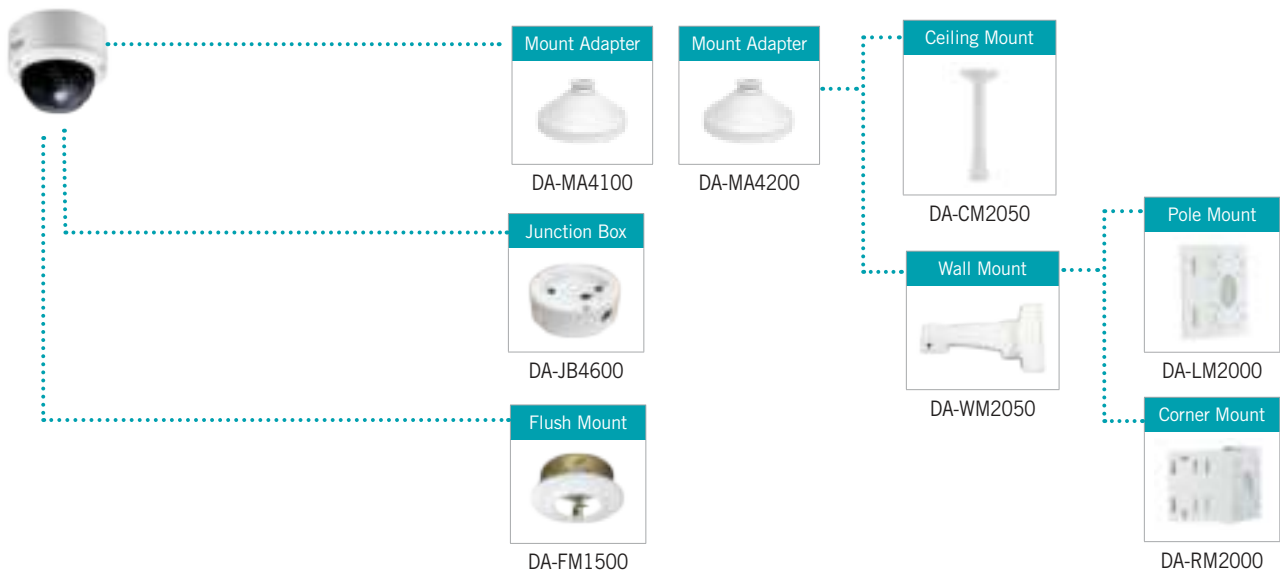 Mount Adapter
DA-MA4100
Mount Adapter
DA-MA4200
Ceiling Mount
DA-CM2050
Junction Box
DA-JB4600
Wall Mount
DA-WM2050
Pole Mount
DA-LM2000
Flush Mount
DA-FM1500
Corner Mount
DA-RM2000